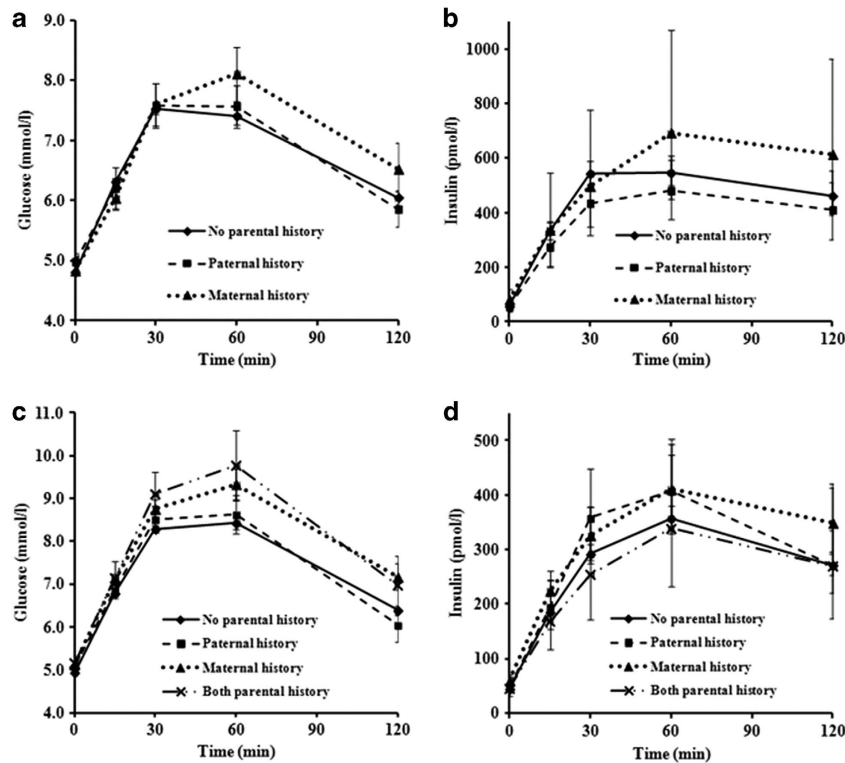 a
9.0
8.0
7.0
6.0
5.0
4.0
Glucose (mmol/l)
No parental history
Paternal history
Maternal history
0 30 60 90 120
Time (min)
b
1000
800
600
400
200
0
Insulin (pmol/l)
No parental history
Paternal history
Maternal history
0 30 60 90 120
Time (min)
c
11.0
10.0
9.0
8.0
7.0
6.0
5.0
4.0
Glucose (mmol/l)
No parental history
Paternal history
Maternal history
Both parental history
0 30 60 90 120
Time (min)
d
500
400
300
200
100
0
Insulin (pmol/l)
No parental history
Paternal history
Maternal history
Both parental history
0 30 60 90 120
Time (min)